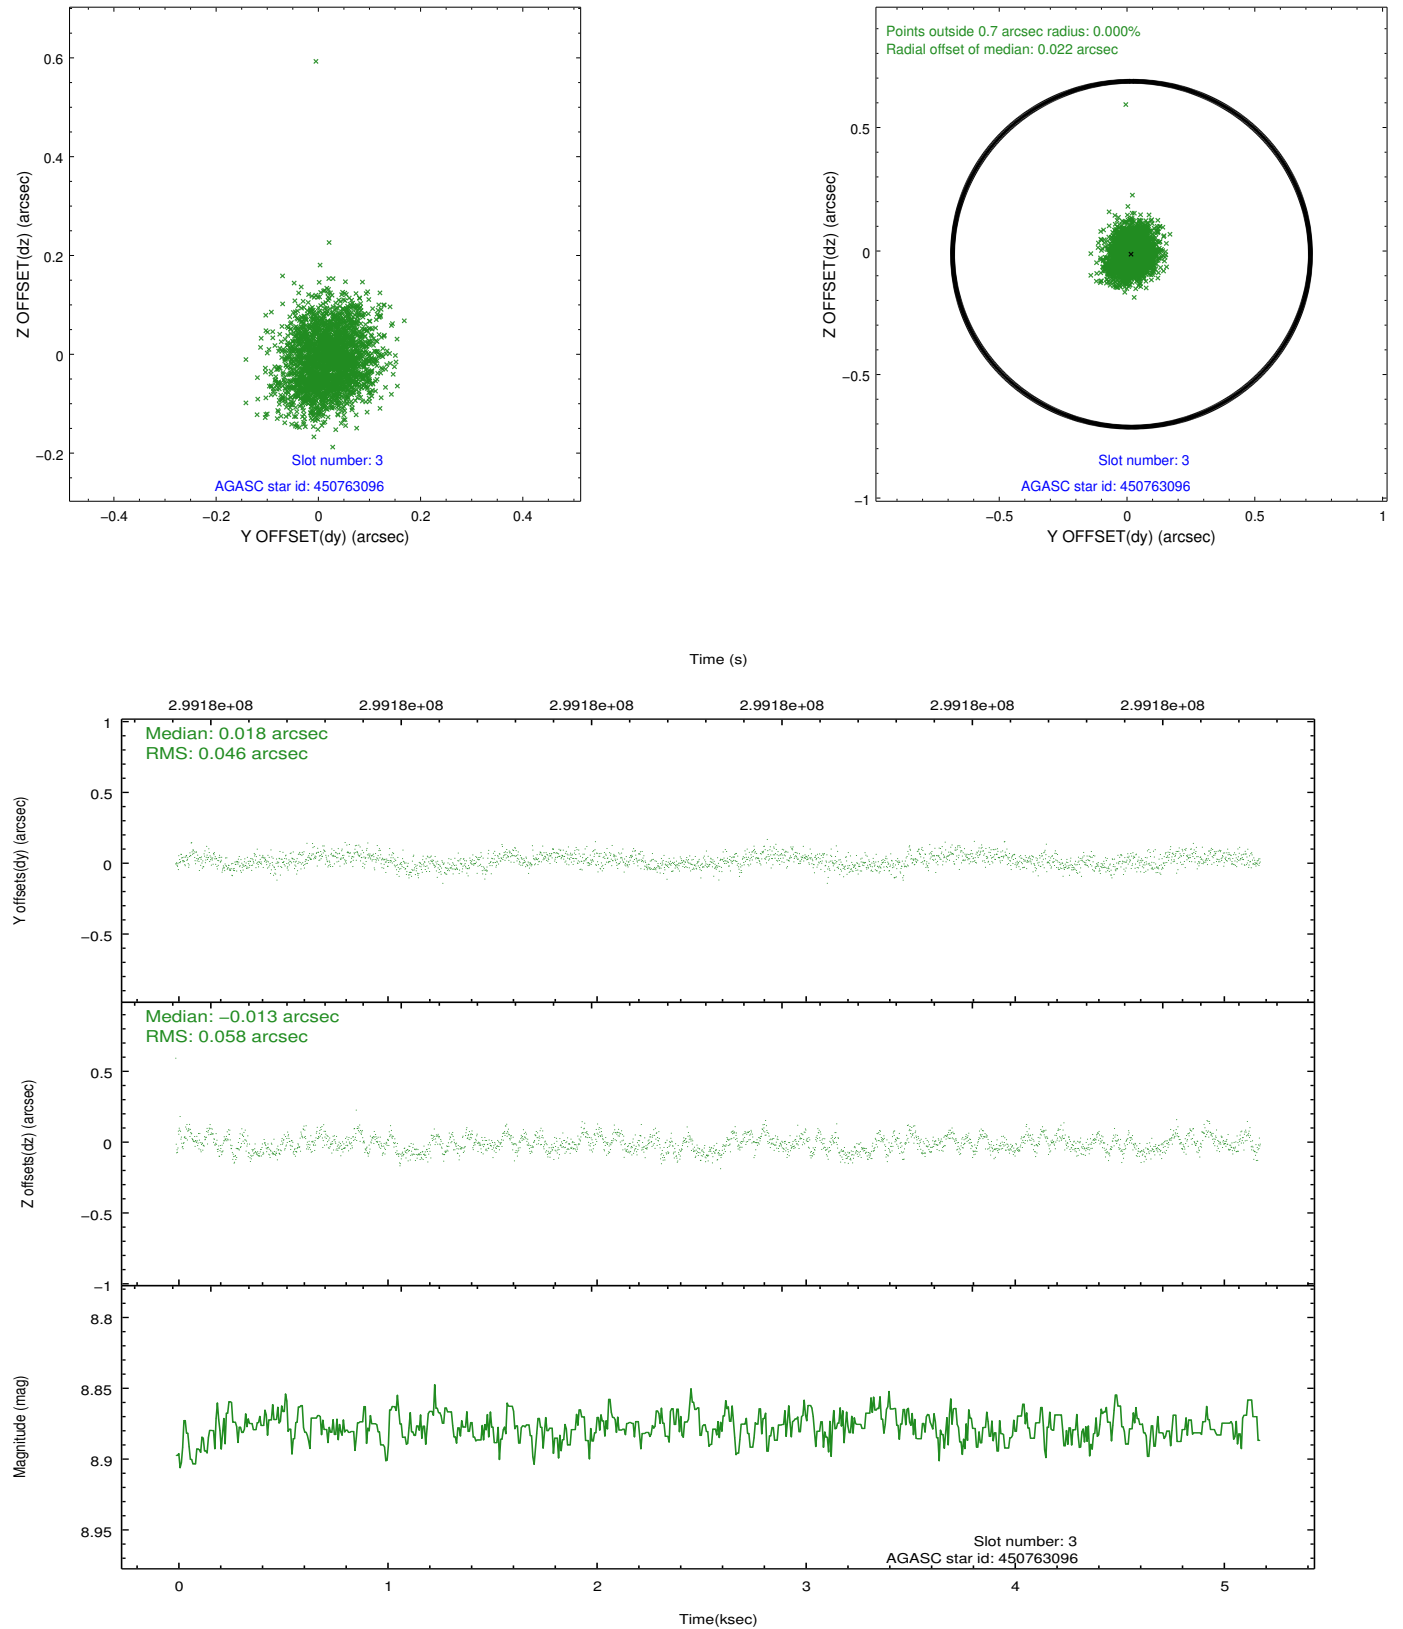 0.6
0.4
0.2
0
−0.2
Z OFFSET(dz) (arcsec)
Slot number: 3
AGASC star id: 450763096
−0.4 −0.2 0 0.2 0.4
Y OFFSET(dy) (arcsec)
Points outside 0.7 arcsec radius: 0.000%
Radial offset of median: 0.022 arcsec
0.5
0
−0.5
−1
Z OFFSET(dz) (arcsec)
Slot number: 3
AGASC star id: 450763096
−0.5 0 0.5 1
Y OFFSET(dy) (arcsec)
Time (s)
2.9918e+08 2.9918e+08 2.9918e+08 2.9918e+08 2.9918e+08 2.9918e+08
Median: 0.018 arcsec
RMS: 0.046 arcsec
1
0.5
0
−0.5
Y offsets(dy) (arcsec)
Median: −0.013 arcsec
RMS: 0.058 arcsec
0.5
0
−0.5
−1
Z offsets(dz) (arcsec)
8.8
8.85
8.9
8.95
Magnitude (mag)
Slot number: 3
AGASC star id: 450763096
0 1 2 3 4 5
Time(ksec)